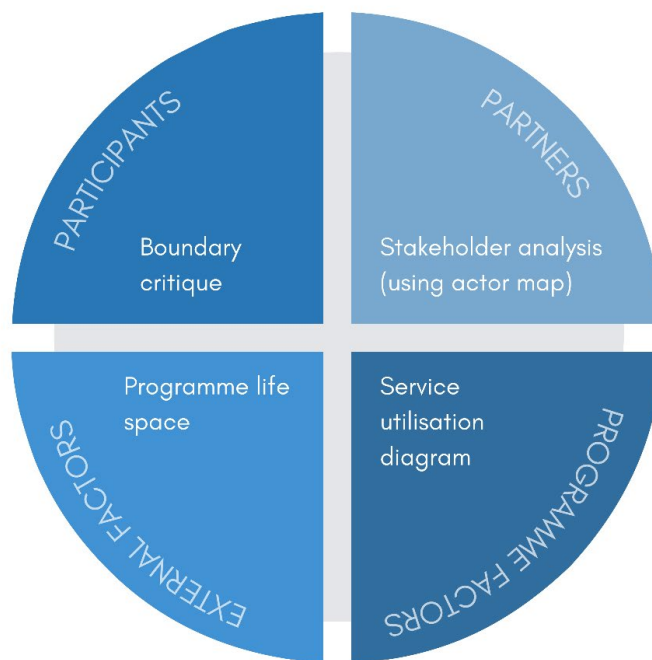 PARTICIPANTS
Boundary
critique
PARTNERS
Stakeholder analysis
(using actor map)
Programme life
space
EXTERNAL FACTORS
Service
utilisation
diagram
PROGRAMME FACTORS